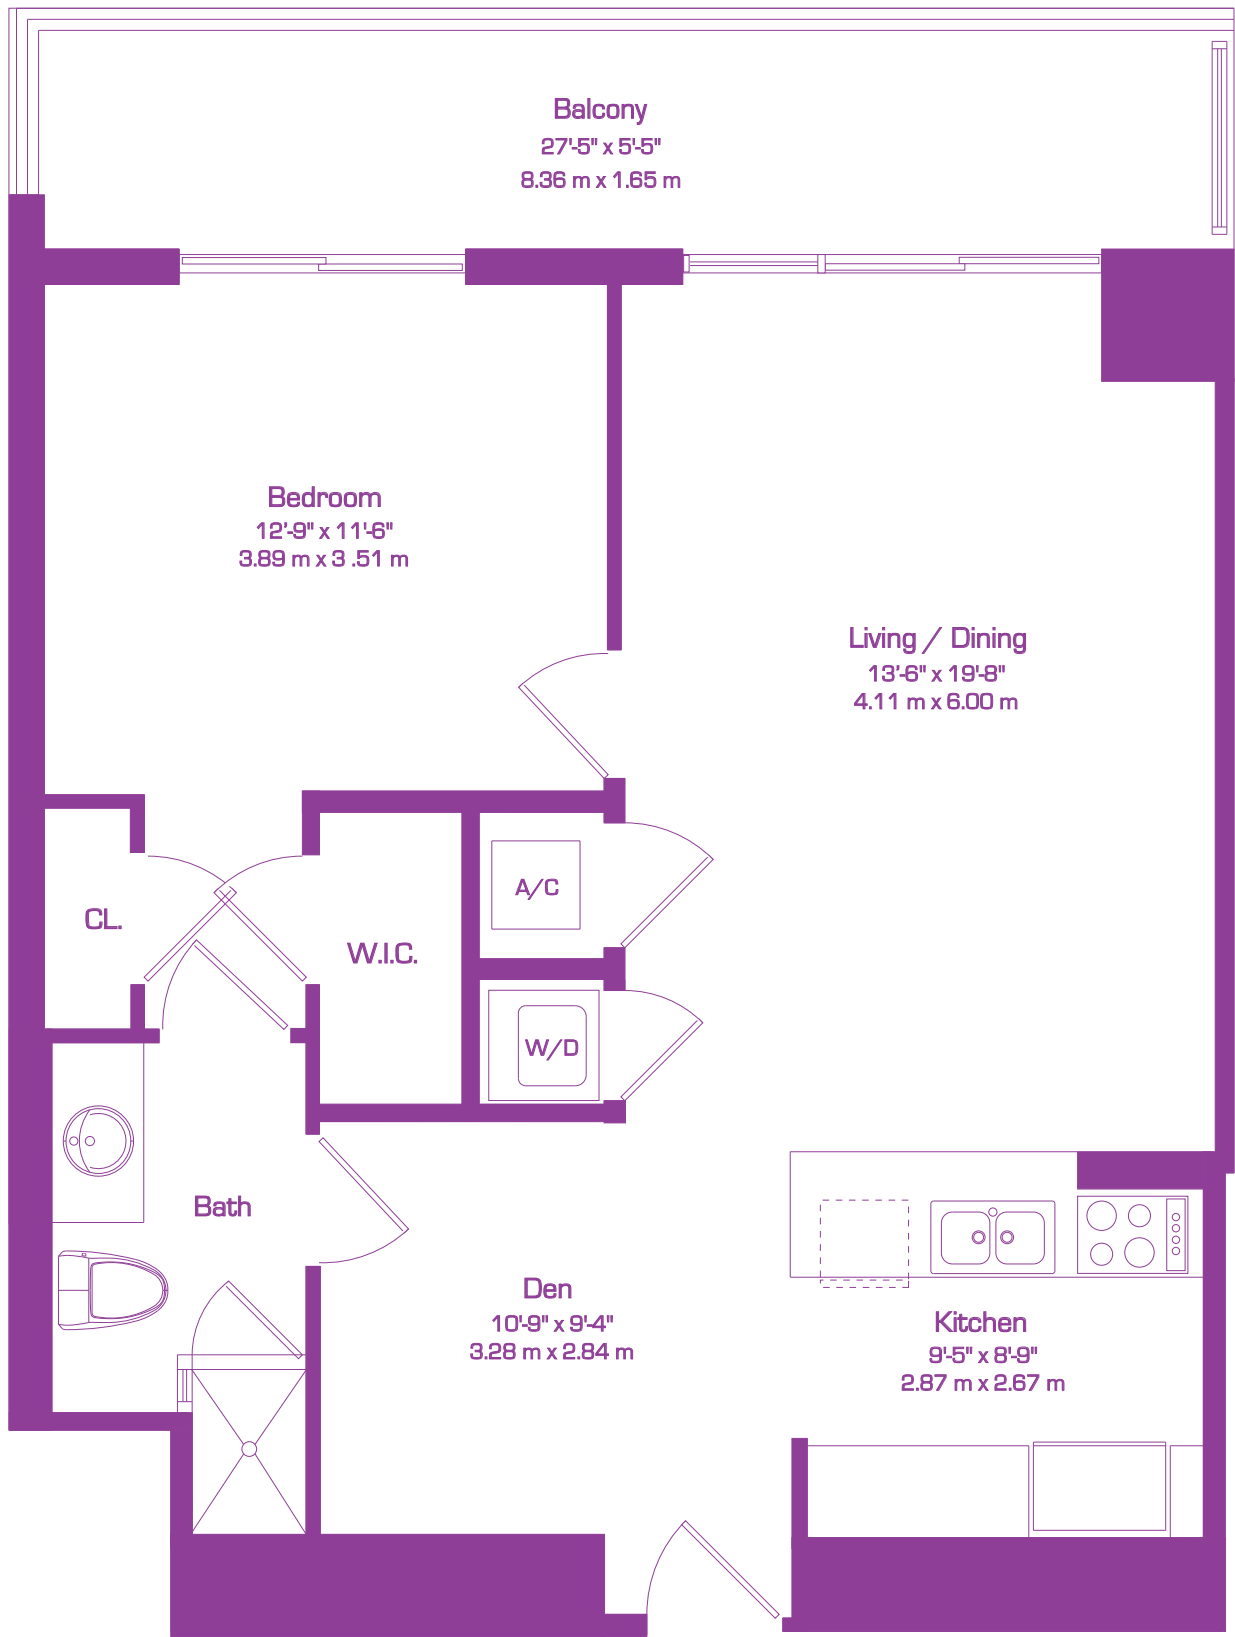 Balcony
27'-5" x 5'-5"
8.36 m x 1.65 m
Bedroom
12'-9" x 11'-6"
3.89 m x 3 .51 m
Living / Dining
13'-6" x 19'-8"
4.11 m x 6.00 m
A/C
CL.
W.I.C.
W/D
Bath
Den
10'-9" x 9'-4"
3.28 m x 2.84 m
Kitchen
9'-5" x 8'-9"
2.87 m x 2.67 m